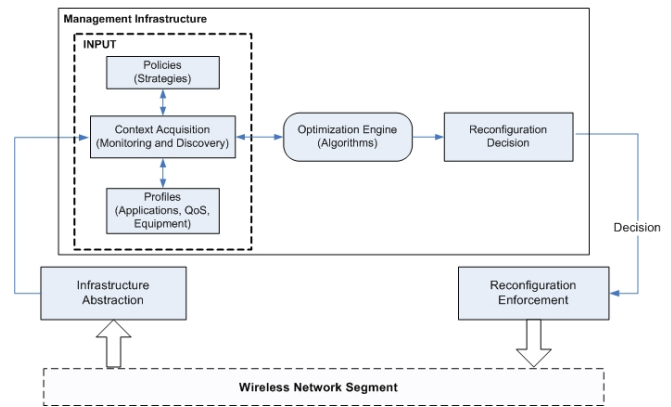 Management Infrastructure
INPUT
Policies
(Strategies)
Context Acquisition
(Monitoring and Discovery)
Optimization Engine
(Algorithms)
Reconfiguration
Decision
Profiles
(Applications, QoS,
Equipment)
Decision
Infrastructure
Abstraction
Reconfiguration
Enforcement
Wireless Network Segment